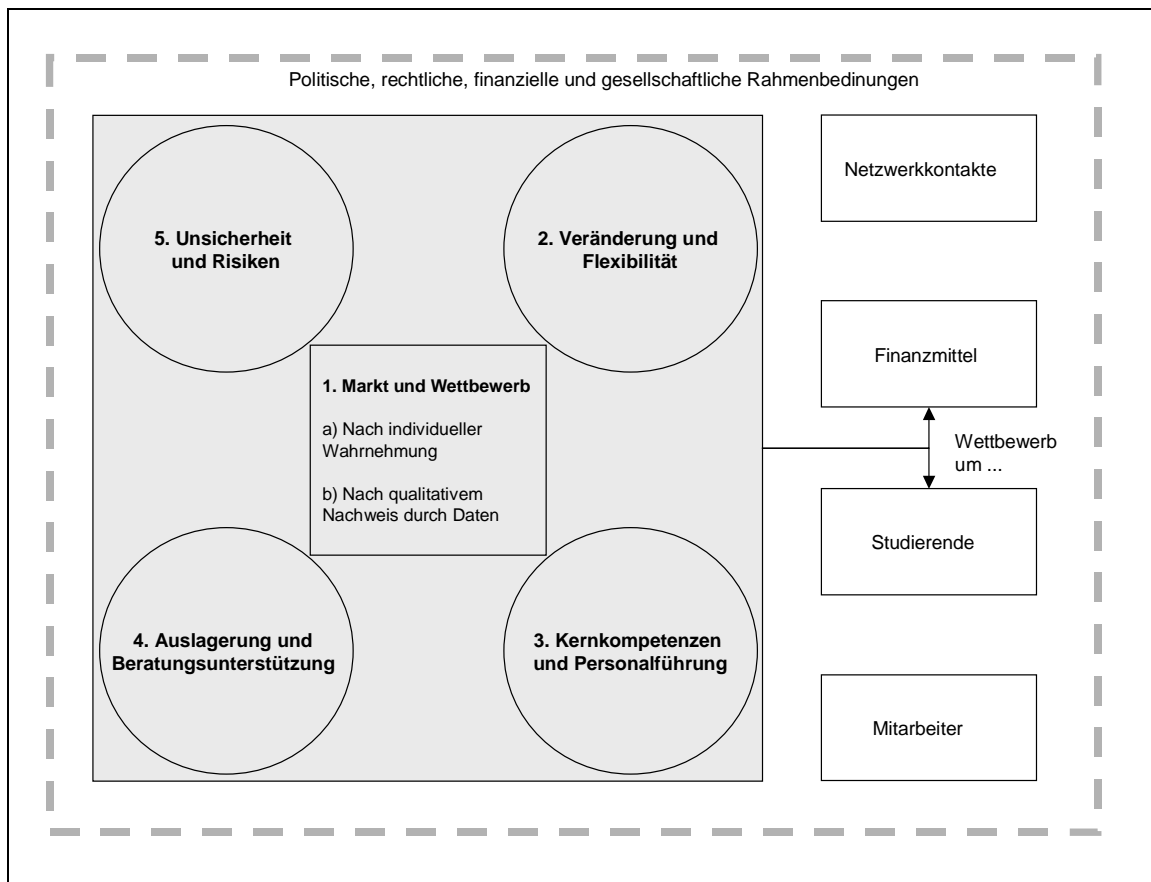 Politische, rechtliche, finanzielle und gesellschaftliche Rahmenbedinungen
5. Unsicherheit
und Risiken
2. Veränderung und
Flexibilität
1. Markt und Wettbewerb
a) Nach individueller
Wahrnehmung
b) Nach qualitativem
Nachweis durch Daten
4. Auslagerung und
Beratungsunterstützung
3. Kernkompetenzen
und Personalführung
Netzwerkkontakte
Finanzmittel
Wettbewerb
um ...
Studierende
Mitarbeiter